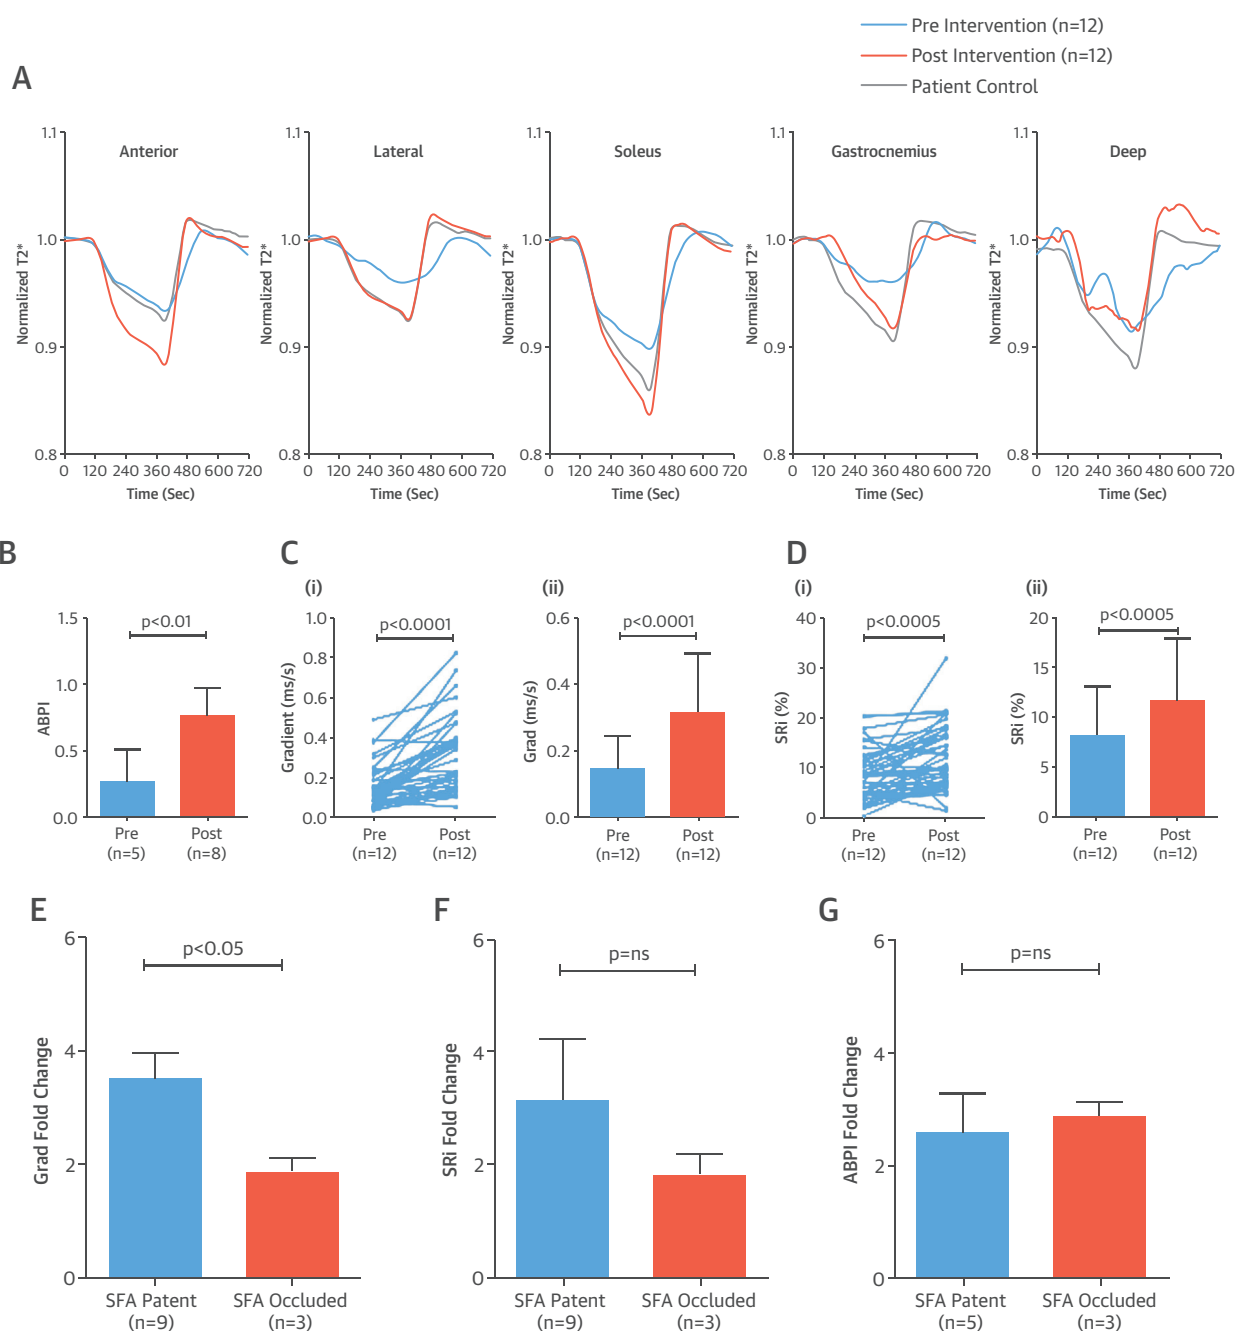 Pre Intervention (n=12)
Post Intervention (n=12)
Patient Control
A
Anterior
Normalized T2*
1.1
1.0
0.9
0.8
0 120 240 360 480 600 720
Time (Sec)
Lateral
Normalized T2*
1.1
1.0
0.9
0.8
0 120 240 360 480 600 720
Time (Sec)
Soleus
Normalized T2*
1.1
1.0
0.9
0.8
0 120 240 360 480 600 720
Time (Sec)
Gastrocnemius
Normalized T2*
1.1
1.0
0.9
0.8
0 120 240 360 480 600 720
Time (Sec)
Deep
Normalized T2*
1.1
1.0
0.9
0.8
0 120 240 360 480 600 720
Time (Sec)
B
ABPI
1.5
1.0
0.5
0.0
p<0.01
Pre
(n=5)
Post
(n=8)
C
(i)
Gradient (ms/s)
1.0
0.8
0.6
0.4
0.2
0.0
p<0.0001
Pre
(n=12)
Post
(n=12)
(ii)
Grad (ms/s)
0.6
0.4
0.2
0.0
p<0.0001
Pre
(n=12)
Post
(n=12)
D
(i)
SRi (%)
40
30
20
10
0
p<0.0005
Pre
(n=12)
Post
(n=12)
(ii)
SRi (%)
20
15
10
5
0
p<0.0005
Pre
(n=12)
Post
(n=12)
E
Grad Fold Change
6
4
2
0
p<0.05
SFA Patent
(n=9)
SFA Occluded
(n=3)
F
SRi Fold Change
6
4
2
0
p=ns
SFA Patent
(n=9)
SFA Occluded
(n=3)
G
ABPI Fold Change
6
4
2
0
p=ns
SFA Patent
(n=5)
SFA Occluded
(n=3)